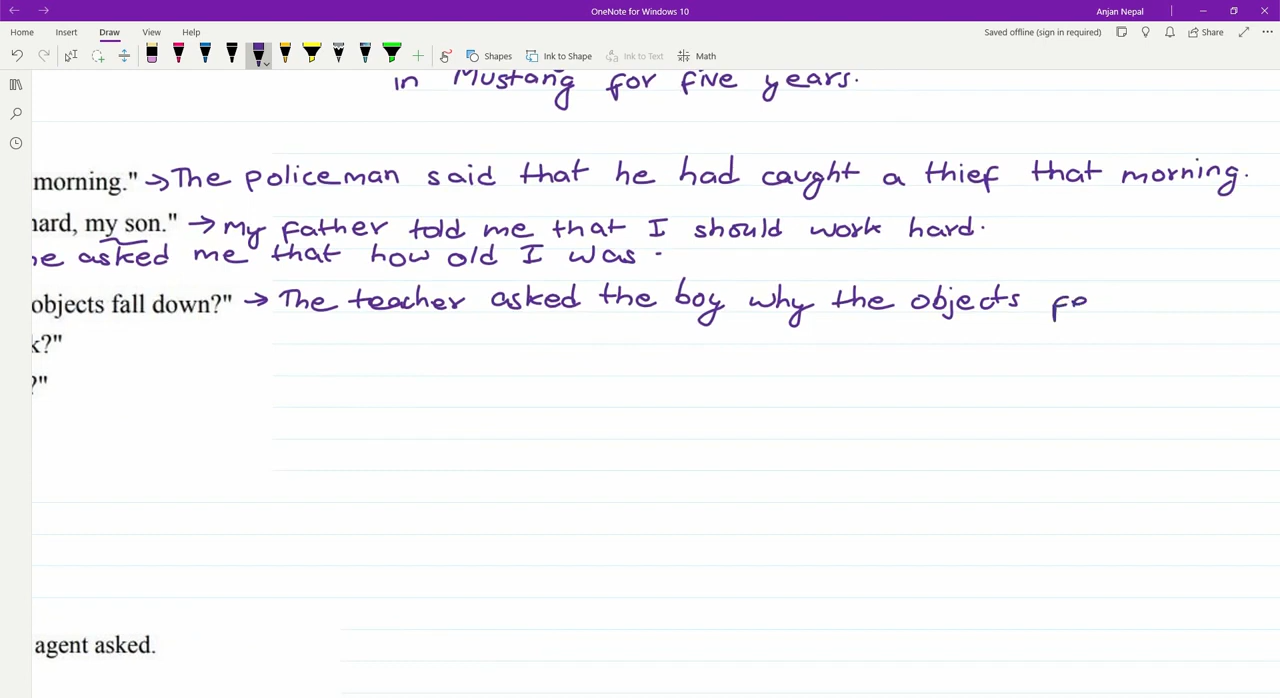 OneNote for Windows 10
Anjan Nepal
Home Insert Draw View Help
Saved offline (sign in required) Share
Shapes Ink to Shape Ink to Text Math
in Mustang for five years.
morning." → The policeman said that he had caught a thief that morning.
hard, my son." → My father told me that I should work hard.
he asked me that how old I was.
objects fall down?" → The teacher asked the boy why the objects fe
k?"
?"
agent asked.